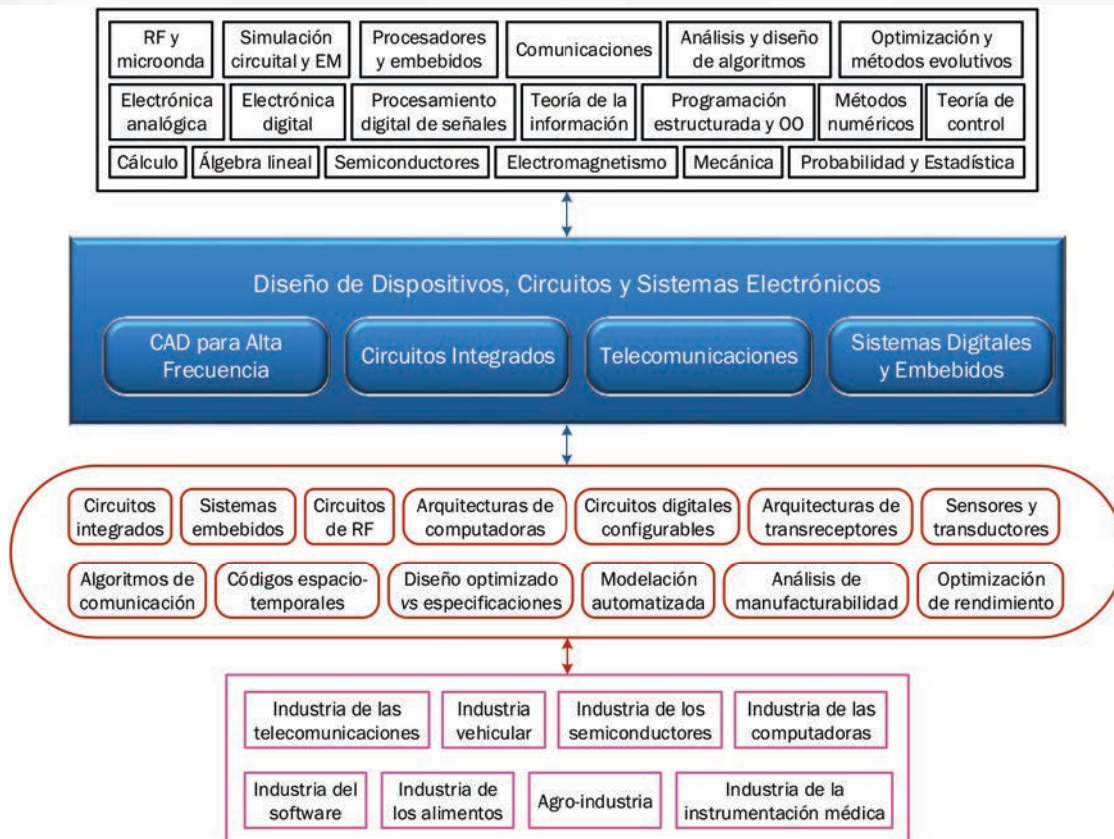 RF y
microonda
Simulación
circuital y EM
Procesadores
y embebidos
Comunicaciones
Análisis y diseño
de algoritmos
Optimización y
métodos evolutivos
Electrónica
analógica
Electrónica
digital
Procesamiento
digital de señales
Teoría de la
información
Programación
estructurada y OO
Métodos
numéricos
Teoría de
control
Cálculo
Álgebra lineal
Semiconductores
Electromagnetismo
Mecánica
Probabilidad y Estadística
Diseño de Dispositivos, Circuitos y Sistemas Electrónicos
CAD para Alta
Frecuencia
Circuitos Integrados
Telecomunicaciones
Sistemas Digitales
y Embebidos
Circuitos
integrados
Sistemas
embebidos
Circuitos
de RF
Arquitecturas de
computadoras
Circuitos digitales
configurables
Arquitecturas de
transreceptores
Sensores y
transductores
Algoritmos de
comunicación
Códigos espacio-
temporales
Diseño optimizado
vs especificaciones
Modelación
automatizada
Análisis de
manufacturabilidad
Optimización
de rendimiento
Industria de las
telecomunicaciones
Industria
vehicular
Industria de los
semiconductores
Industria de las
computadoras
Industria del
software
Industria de
los alimentos
Agro-industria
Industria de la
instrumentación médica